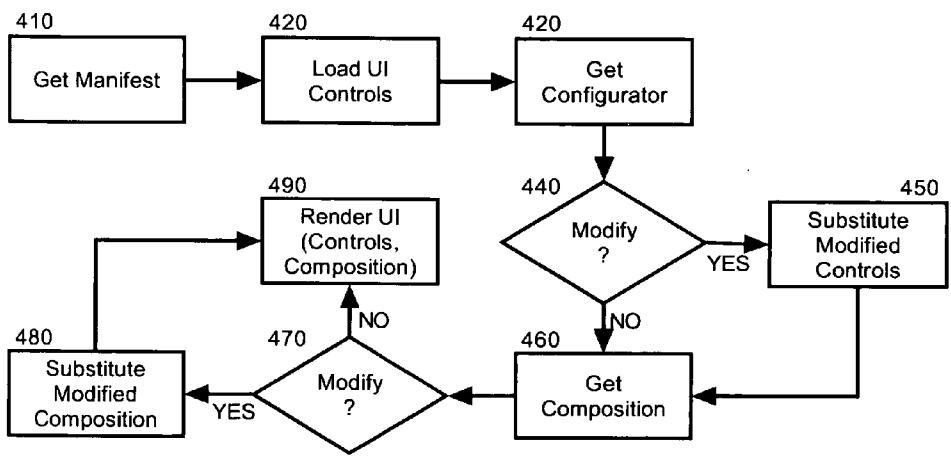 410
Get Manifest
420
Load UI
Controls
420
Get
Configurator
440
Modify
?
YES
NO
450
Substitute
Modified
Controls
460
Get
Composition
470
Modify
?
YES
NO
480
Substitute
Modified
Composition
490
Render UI
(Controls,
Composition)